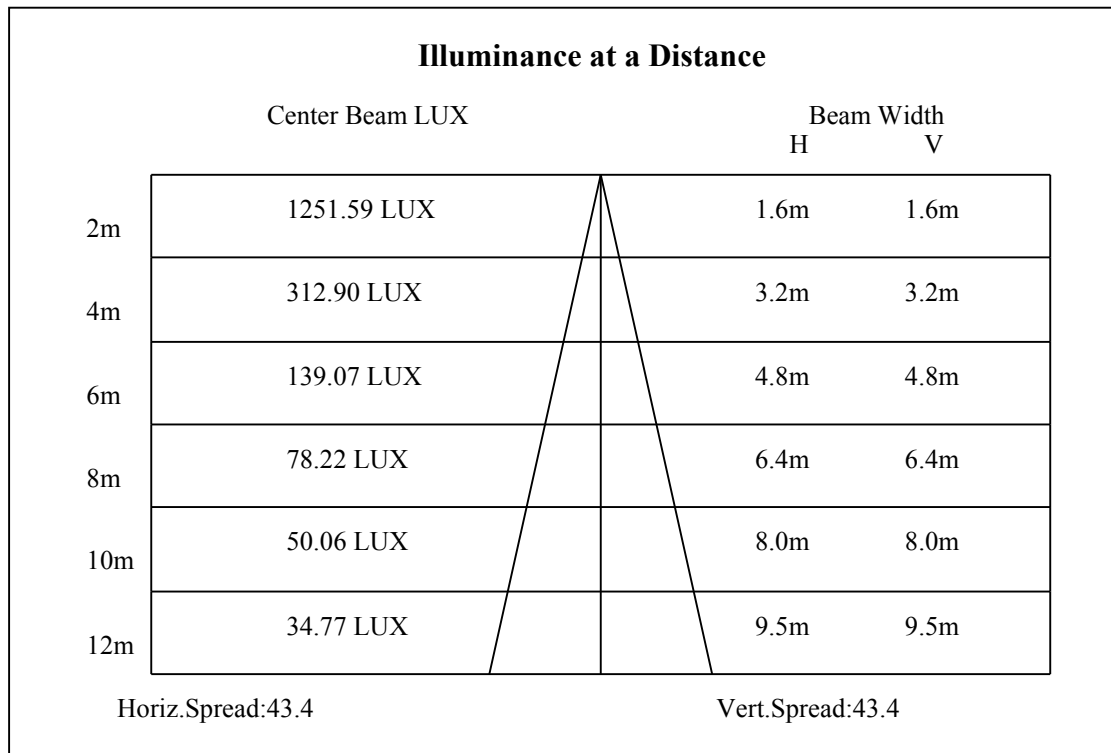 Illuminance at a Distance
Center Beam LUX Beam Width
H V
2m 1251.59 LUX 1.6m 1.6m
4m 312.90 LUX 3.2m 3.2m
6m 139.07 LUX 4.8m 4.8m
8m 78.22 LUX 6.4m 6.4m
10m 50.06 LUX 8.0m 8.0m
12m 34.77 LUX 9.5m 9.5m
Horiz.Spread:43.4 Vert.Spread:43.4